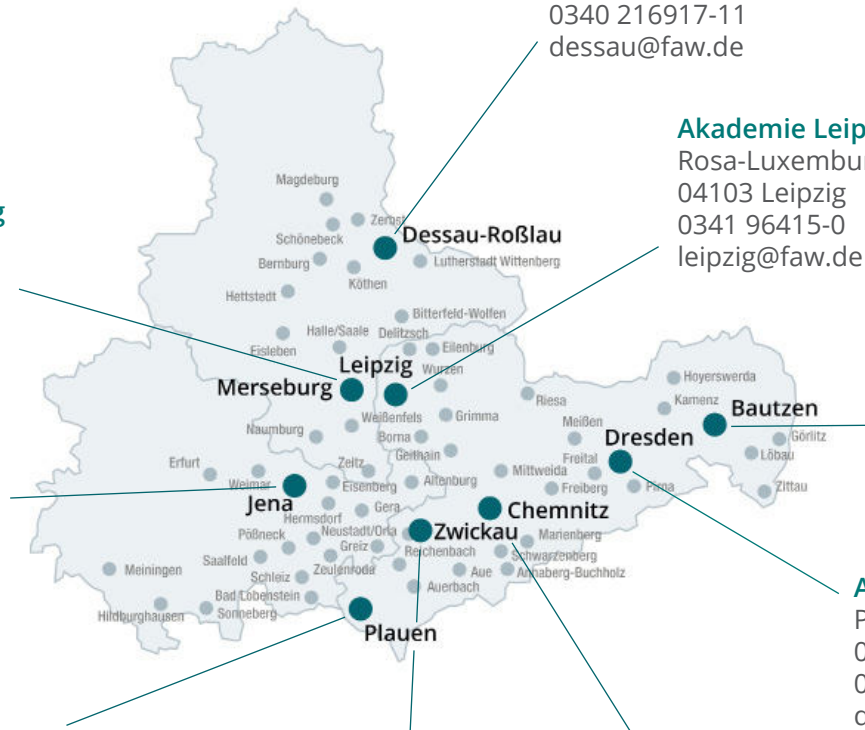 0340 216917-11
dessau@faw.de
Akademie Leip
Rosa-Luxembur
04103 Leipzig
0341 96415-0
leipzig@faw.de
g
Magdeburg
Zerbst
Schönebeck
Dessau-Roßlau
Bernburg
Lutherstadt Wittenberg
Köthen
Hettstedt
Bitterfeld-Wolfen
Halle/Saale
Delitzsch
Eilenburg
Eisleben
Leipzig
Wurzen
Merseburg
Hoyerswerda
Riesa
Kamenz
Bautzen
Weißenfels
Grimma
Meißen
Naumburg
Borna
Dresden
Görlitz
Geithain
Löbau
Erfurt
Zeitz
Freital
Weimar
Altenburg
Mittweida
Eisenberg
Freiberg
Pirna
Zittau
Jena
Hermsdorf
Gera
Chemnitz
Pößneck
Neustadt/Orla
Zwickau
Marienberg
Greiz
Reichenbach
Schwarzenberg
Saalfeld
Zeulenroda
Meiningen
Schleiz
Aue
Annaberg-Buchholz
Auerbach
Bad Lobenstein
Hildburghausen
Sonneberg
Plauen
A
P
0
0
d